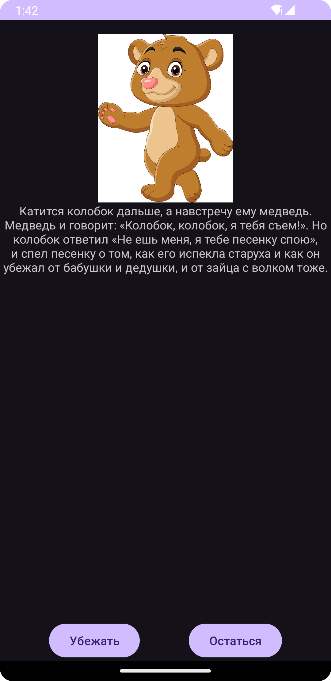 1:42
Катится колобок дальше, а навстречу ему медведь.
Медведь и говорит: «Колобок, колобок, я тебя съем!». Но
колобок ответил «Не ешь меня, я тебе песенку спою»,
и спел песенку о том, как его испекла старуха и как он
убежал от бабушки и дедушки, и от зайца с волком тоже.
Убежать
Остаться